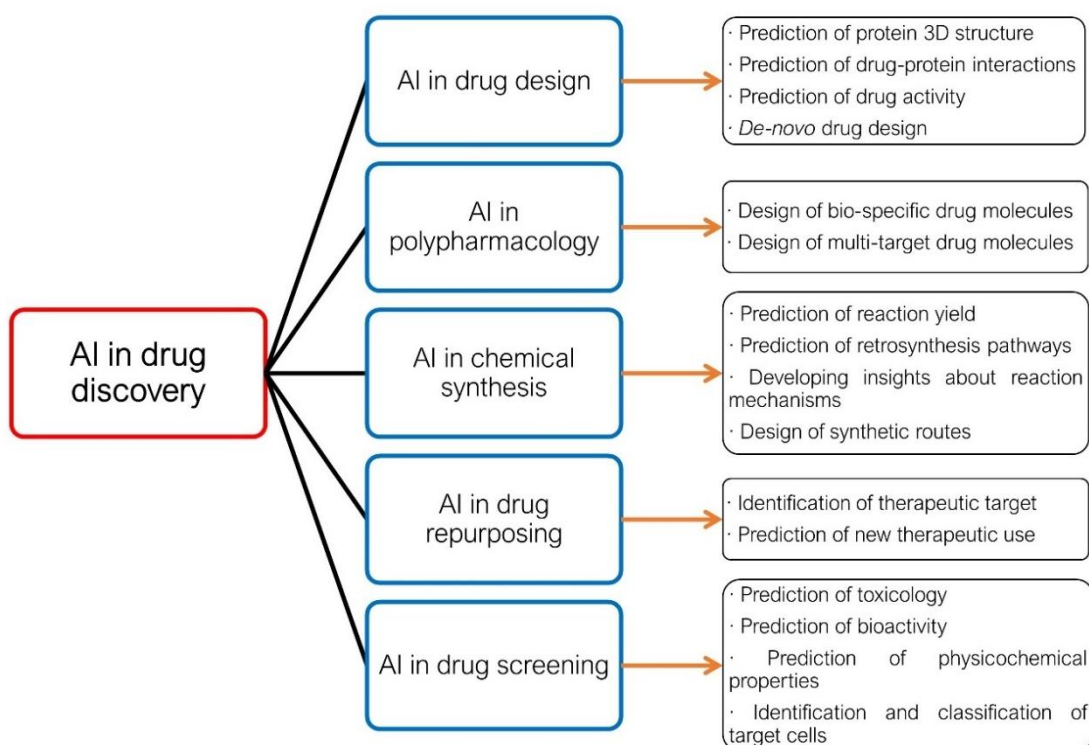 AI in drug
discovery
AI in drug design
· Prediction of protein 3D structure
· Prediction of drug-protein interactions
· Prediction of drug activity
· De-novo drug design
AI in
polypharmacology
· Design of bio-specific drug molecules
· Design of multi-target drug molecules
AI in chemical
synthesis
· Prediction of reaction yield
· Prediction of retrosynthesis pathways
· Developing insights about reaction
mechanisms
· Design of synthetic routes
AI in drug
repurposing
· Identification of therapeutic target
· Prediction of new therapeutic use
AI in drug screening
· Prediction of toxicology
· Prediction of bioactivity
· Prediction of physicochemical
properties
· Identification and classification of
target cells